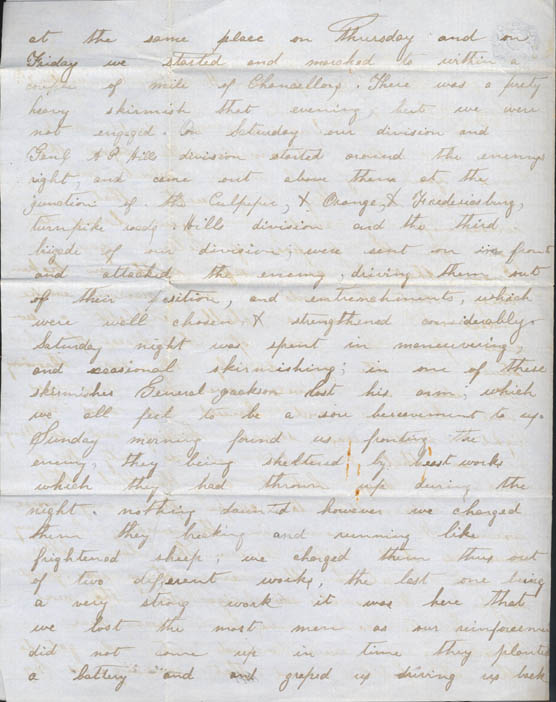 at the same place on Thursday and on
Friday we started and marched to within a
couple of mile of Chancellors. There was a prety
heavy skirmish that evening, but we were
not engaged. On Saturday our division and
Genl A P Hills division started around the enemys
right, and came out above them at the
junction of the Culpeper, & Orange, & Fredericksburg,
turnpike roads. Hills division and the third
brigade of our division, were sent on in front
and attacked the enemy, driving them out
of their position, and entrenchments, which
were well chosen & strengthened considerably.
Saturday night was spent in maneuvering,
and occasional skirmishing; in one of these
skirmishes General Jackson lost his arm, which
we all feel to be a sore bereavement to us.
Sunday morning found us fronting the
enemy, they being sheltered by breast works
which they had thrown up during the
night. nothing daunted however we charged
them they breaking and running like
frightened sheep; we charged them thus out
of two different works, the last one being
a very strong work it was here that
we lost the most men as our reinforcemen
did not come up in time they planted
a battery and and graped us driving us back